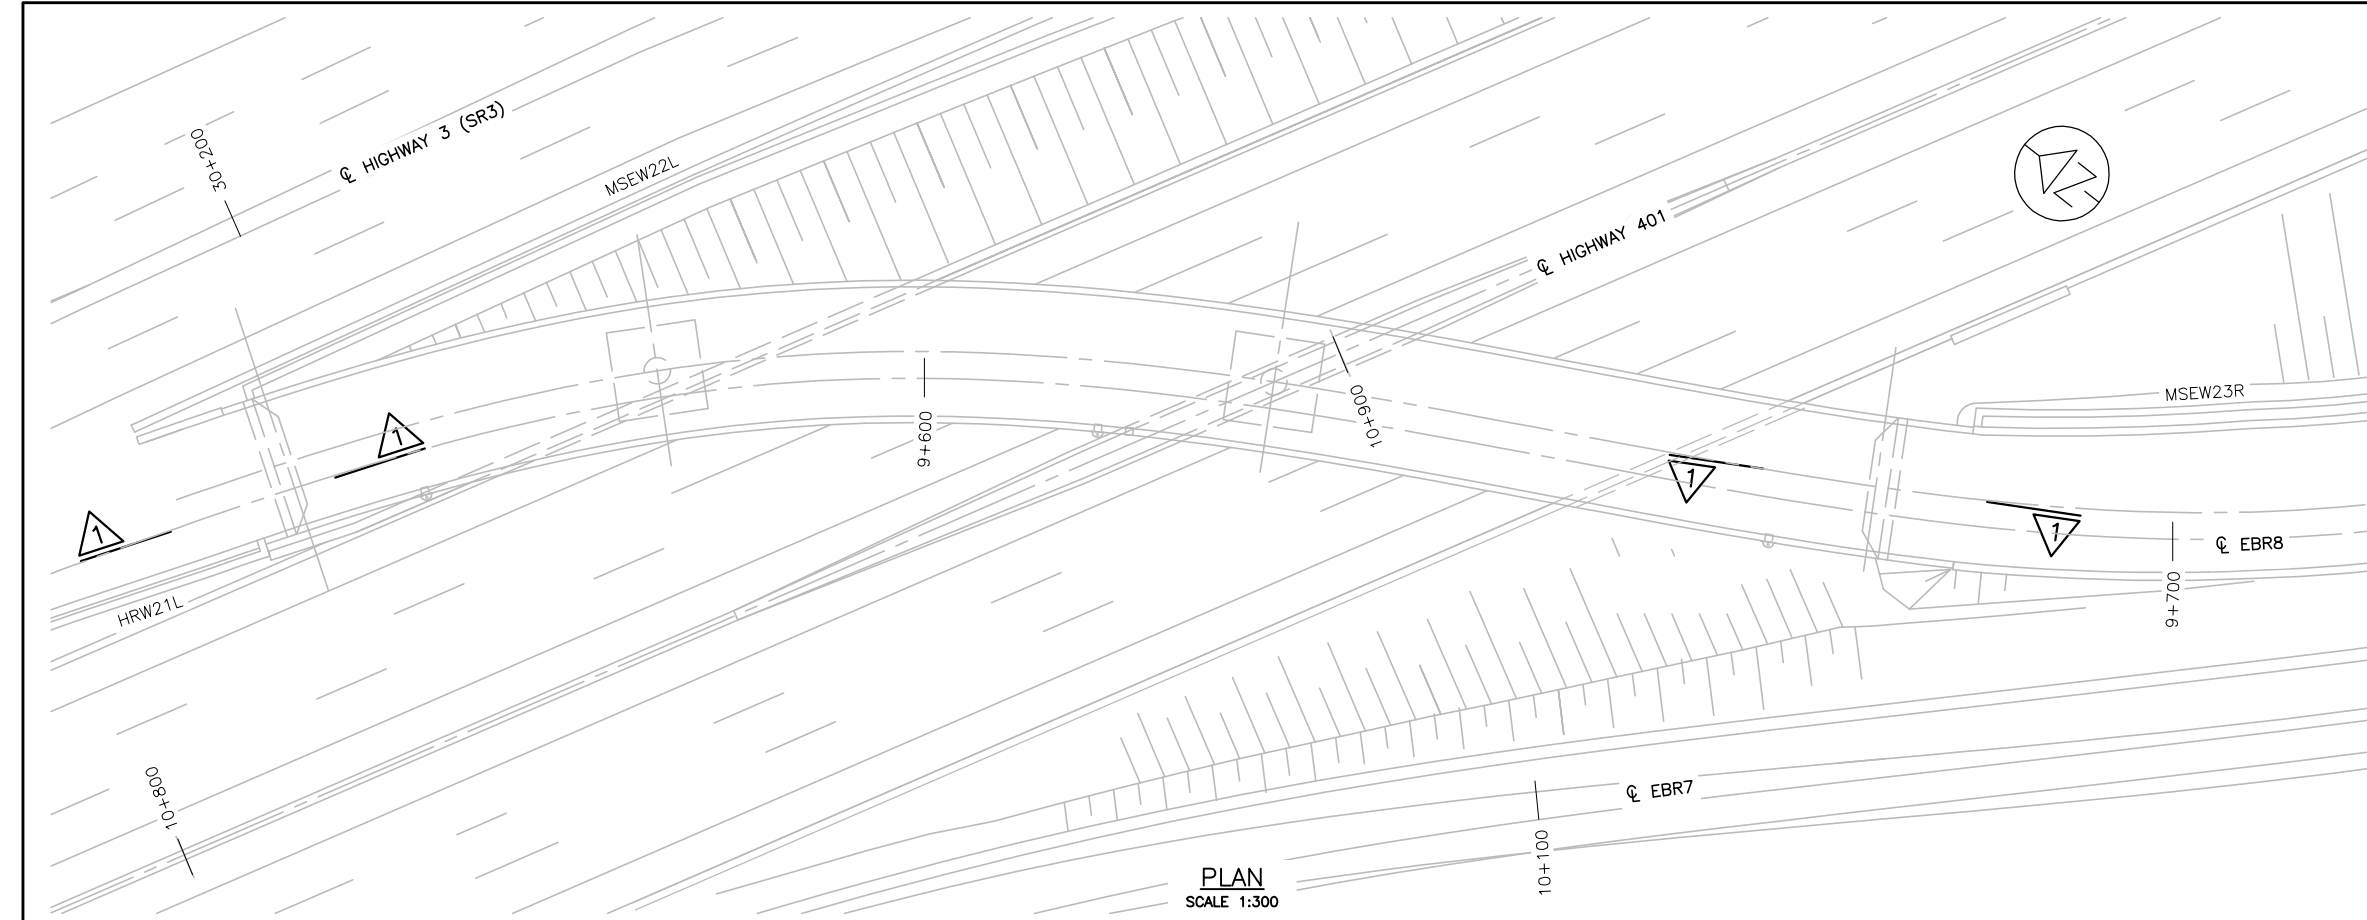 30+200
℄ HIGHWAY 3 (SR3)
MSEW22L
N
℄ HIGHWAY 401
10+900
9+600
MSEW23R
1
1
1
1
℄ EBR8
9+700
HRW21L
10+800
℄ EBR7
10+100
PLAN
SCALE 1:300